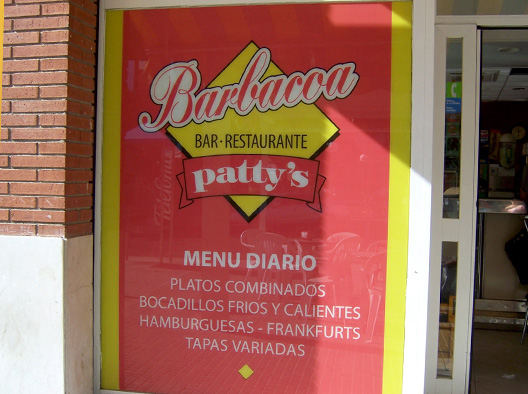 Barbacoa
BAR·RESTAURANTE
patty's
MENU DIARIO
PLATOS COMBINADOS
BOCADILLOS FRIOS Y CALIENTES
HAMBURGUESAS - FRANKFURTS
TAPAS VARIADAS